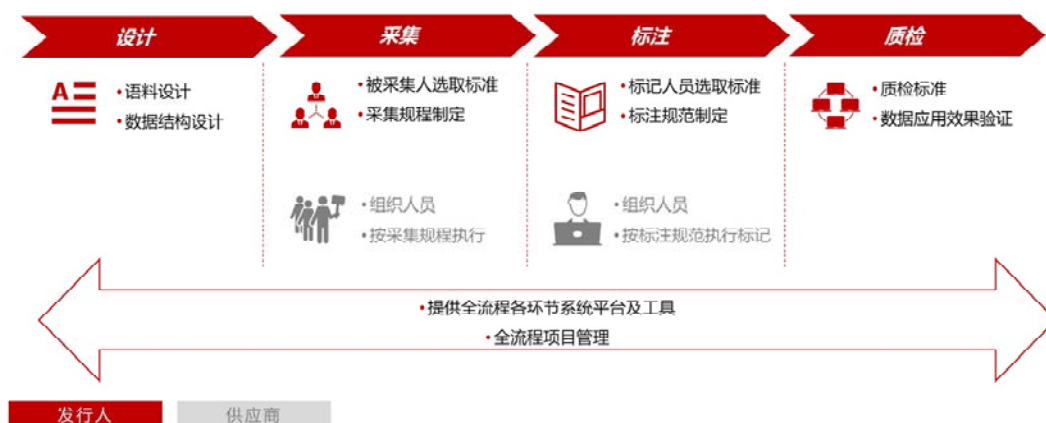 设计
采集
标注
质检
A
•语料设计
•数据结构设计
•被采集人选取标准
•采集规程制定
•标记人员选取标准
•标注规范制定
•质检标准
•数据应用效果验证
•组织人员
•按采集规程执行
•组织人员
•按标注规范执行标记
•提供全流程各环节系统平台及工具
•全流程项目管理
发行人
供应商